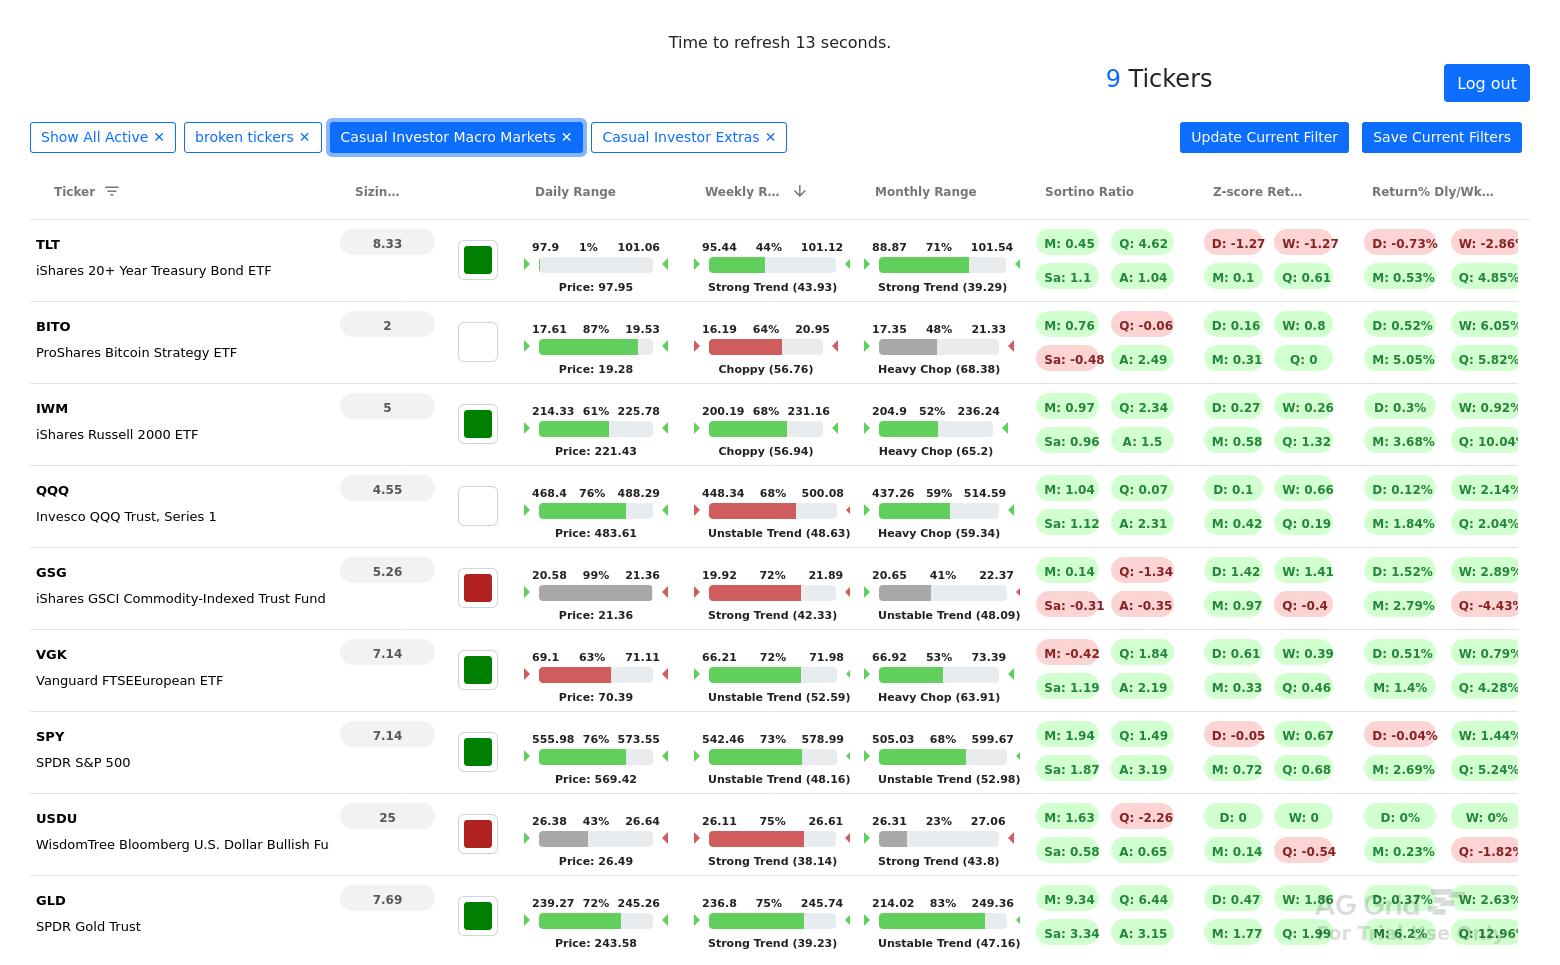 Time to refresh 13 seconds.
9 Tickers
Log out
Show All Active ✕ broken tickers ✕ Casual Investor Macro Markets ✕ Casual Investor Extras ✕ Update Current Filter Save Current Filters
Ticker Sizin... Daily Range Weekly R... Monthly Range Sortino Ratio Z-score Ret... Return% Dly/Wk...
TLT 8.33 97.9 1% 101.06 95.44 44% 101.12 88.87 71% 101.54 M: 0.45 Q: 4.62 D: -1.27 W: -1.27 D: -0.73% W: -2.86%
iShares 20+ Year Treasury Bond ETF Price: 97.95 Strong Trend (43.93) Strong Trend (39.29) Sa: 1.1 A: 1.04 M: 0.1 Q: 0.61 M: 0.53% Q: 4.85%
BITO 2 17.61 87% 19.53 16.19 64% 20.95 17.35 48% 21.33 M: 0.76 Q: -0.06 D: 0.16 W: 0.8 D: 0.52% W: 6.05%
ProShares Bitcoin Strategy ETF Price: 19.28 Choppy (56.76) Heavy Chop (68.38) Sa: -0.48 A: 2.49 M: 0.31 Q: 0 M: 5.05% Q: 5.82%
IWM 5 214.33 61% 225.78 200.19 68% 231.16 204.9 52% 236.24 M: 0.97 Q: 2.34 D: 0.27 W: 0.26 D: 0.3% W: 0.92%
iShares Russell 2000 ETF Price: 221.43 Choppy (56.94) Heavy Chop (65.2) Sa: 0.96 A: 1.5 M: 0.58 Q: 1.32 M: 3.68% Q: 10.04%
QQQ 4.55 468.4 76% 488.29 448.34 68% 500.08 437.26 59% 514.59 M: 1.04 Q: 0.07 D: 0.1 W: 0.66 D: 0.12% W: 2.14%
Invesco QQQ Trust, Series 1 Price: 483.61 Unstable Trend (48.63) Heavy Chop (59.34) Sa: 1.12 A: 2.31 M: 0.42 Q: 0.19 M: 1.84% Q: 2.04%
GSG 5.26 20.58 99% 21.36 19.92 72% 21.89 20.65 41% 22.37 M: 0.14 Q: -1.34 D: 1.42 W: 1.41 D: 1.52% W: 2.89%
iShares GSCI Commodity-Indexed Trust Fund Price: 21.36 Strong Trend (42.33) Unstable Trend (48.09) Sa: -0.31 A: -0.35 M: 0.97 Q: -0.4 M: 2.79% Q: -4.43%
VGK 7.14 69.1 63% 71.11 66.21 72% 71.98 66.92 53% 73.39 M: -0.42 Q: 1.84 D: 0.61 W: 0.39 D: 0.51% W: 0.79%
Vanguard FTSEEuropean ETF Price: 70.39 Unstable Trend (52.59) Heavy Chop (63.91) Sa: 1.19 A: 2.19 M: 0.33 Q: 0.46 M: 1.4% Q: 4.28%
SPY 7.14 555.98 76% 573.55 542.46 73% 578.99 505.03 68% 599.67 M: 1.94 Q: 1.49 D: -0.05 W: 0.67 D: -0.04% W: 1.44%
SPDR S&P 500 Price: 569.42 Unstable Trend (48.16) Unstable Trend (52.98) Sa: 1.87 A: 3.19 M: 0.72 Q: 0.68 M: 2.69% Q: 5.24%
USDU 25 26.38 43% 26.64 26.11 75% 26.61 26.31 23% 27.06 M: 1.63 Q: -2.26 D: 0 W: 0 D: 0% W: 0%
WisdomTree Bloomberg U.S. Dollar Bullish Fu Price: 26.49 Strong Trend (38.14) Strong Trend (43.8) Sa: 0.58 A: 0.65 M: 0.14 Q: -0.54 M: 0.23% Q: -1.82%
GLD 7.69 239.27 72% 245.26 236.8 75% 245.74 214.02 83% 249.36 M: 9.34 Q: 6.44 D: 0.47 W: 1.86 D: 0.37% W: 2.63%
SPDR Gold Trust Price: 243.58 Strong Trend (39.23) Unstable Trend (47.16) Sa: 3.34 A: 3.15 M: 1.77 Q: 1.99 M: 6.2% Q: 12.96%
AG Grid
For Trial Use Only